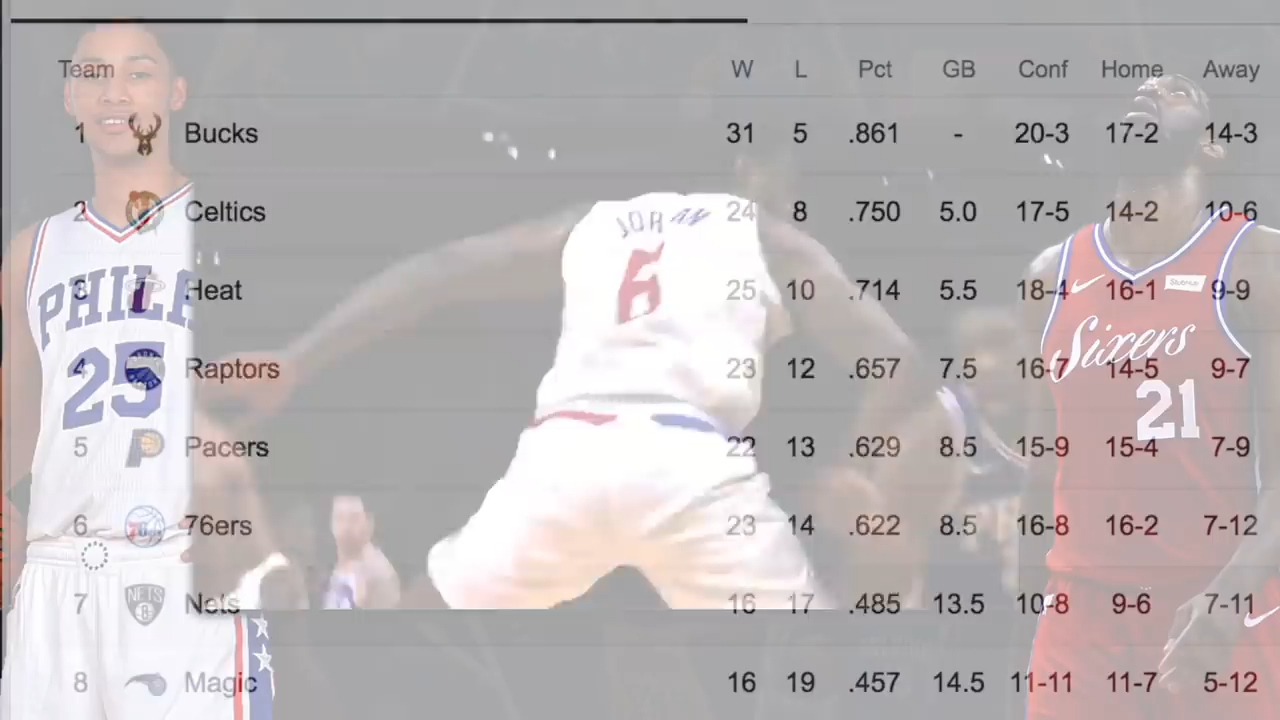 Team W L Pct GB Conf Home Away
1 Bucks 31 5 .861 - 20-3 17-2 14-3
2 Celtics 24 8 .750 5.0 17-5 14-2 10-6
3 Heat 25 10 .714 5.5 18-4 16-1 9-9
4 Raptors 23 12 .657 7.5 16-7 14-5 9-7
5 Pacers 22 13 .629 8.5 15-9 15-4 7-9
6 76ers 23 14 .622 8.5 16-8 16-2 7-12
7 NETS Nets 16 17 .485 13.5 10-8 9-6 7-11
8 Magic 16 19 .457 14.5 11-11 11-7 5-12
PHILA
25
JORDAN
6
StubHub
Sixers
21